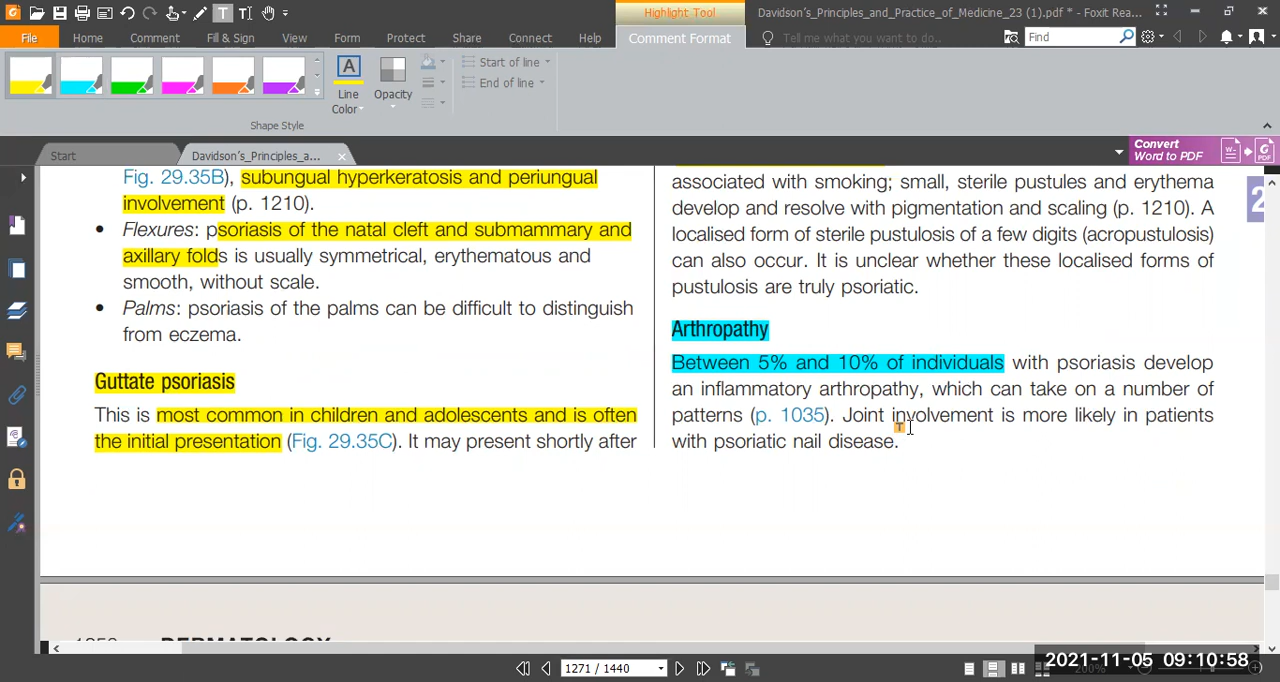 Highlight Tool
Davidson's_Principles_and_Practice_of_Medicine_23 (1).pdf * - Foxit Rea...
File
Home
Comment
Fill & Sign
View
Form
Protect
Share
Connect
Help
Comment Format
Tell me what you want to do..
Find
Line
Color
Opacity
Start of line
End of line
Shape Style
Start
Davidson's_Principles_a...
Convert
Word to PDF
Fig. 29.35B), subungual hyperkeratosis and periungual
involvement (p. 1210).
• Flexures: psoriasis of the natal cleft and submammary and
axillary folds is usually symmetrical, erythematous and
smooth, without scale.
• Palms: psoriasis of the palms can be difficult to distinguish
from eczema.
Guttate psoriasis
This is most common in children and adolescents and is often
the initial presentation (Fig. 29.35C). It may present shortly after
associated with smoking; small, sterile pustules and erythema
develop and resolve with pigmentation and scaling (p. 1210). A
localised form of sterile pustulosis of a few digits (acropustulosis)
can also occur. It is unclear whether these localised forms of
pustulosis are truly psoriatic.
Arthropathy
Between 5% and 10% of individuals with psoriasis develop
an inflammatory arthropathy, which can take on a number of
patterns (p. 1035). Joint involvement is more likely in patients
with psoriatic nail disease.
2
DERMATOLOGY
1271 / 1440
2021-11-05 09:10:58